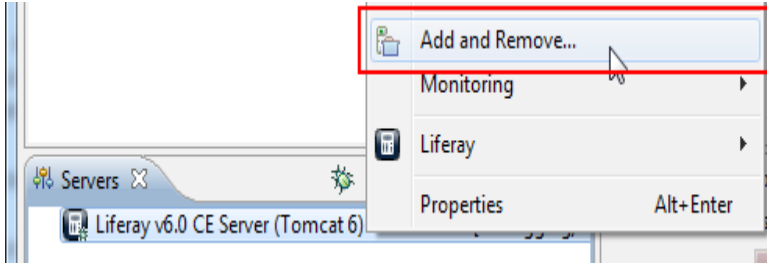 Add and Remove...
Monitoring
Liferay
Servers
Properties Alt+Enter
Liferay v6.0 CE Server (Tomcat 6)